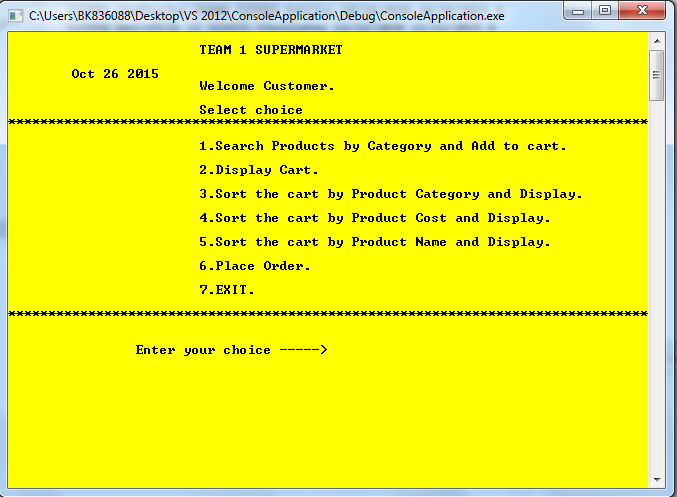 C:\Users\BK836088\Desktop\VS 2012\ConsoleApplication\Debug\ConsoleApplication.exe
TEAM 1 SUPERMARKET
Oct 26 2015
Welcome Customer.
Select choice
********************************************************************************
1.Search Products by Category and Add to cart.
2.Display Cart.
3.Sort the cart by Product Category and Display.
4.Sort the cart by Product Cost and Display.
5.Sort the cart by Product Name and Display.
6.Place Order.
7.EXIT.
********************************************************************************
Enter your choice ----->